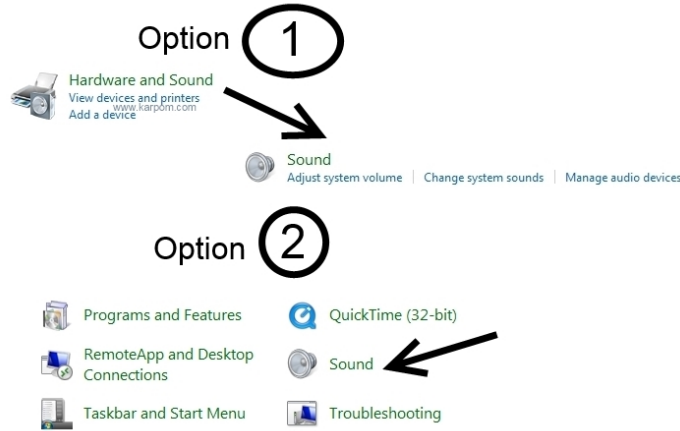 Option 1
Hardware and Sound
View devices and printers
www.karpom.com
Add a device
Sound
Adjust system volume | Change system sounds | Manage audio devices
Option 2
Programs and Features
QuickTime (32-bit)
RemoteApp and Desktop
Connections
Sound
Taskbar and Start Menu
Troubleshooting